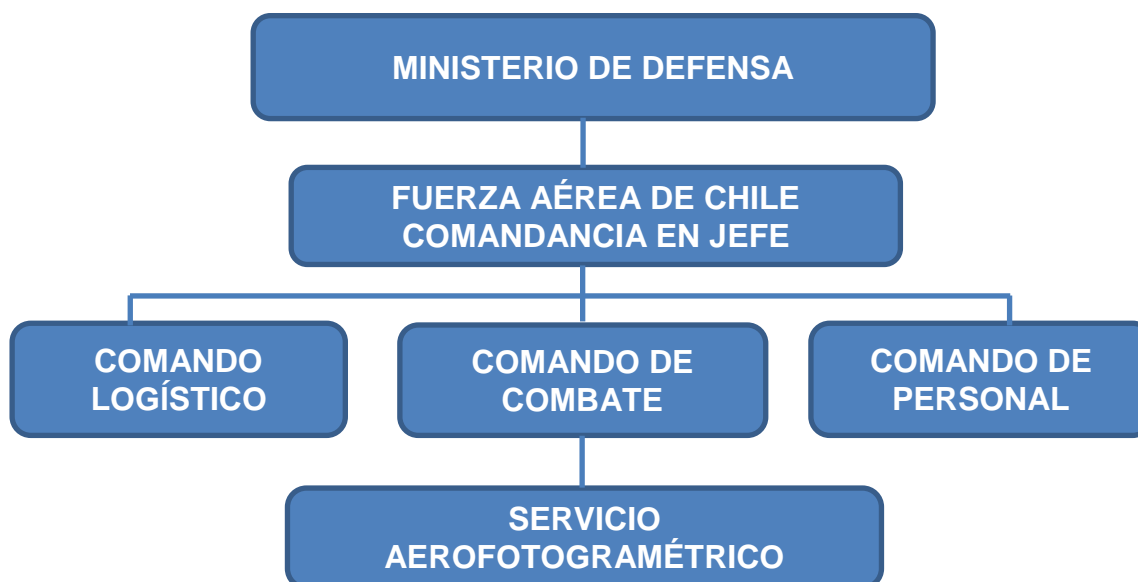 MINISTERIO DE DEFENSA
FUERZA AÉREA DE CHILE
COMANDANCIA EN JEFE
COMANDO
LOGÍSTICO
COMANDO DE
COMBATE
COMANDO DE
PERSONAL
SERVICIO
AEROFOTOGRAMÉTRICO